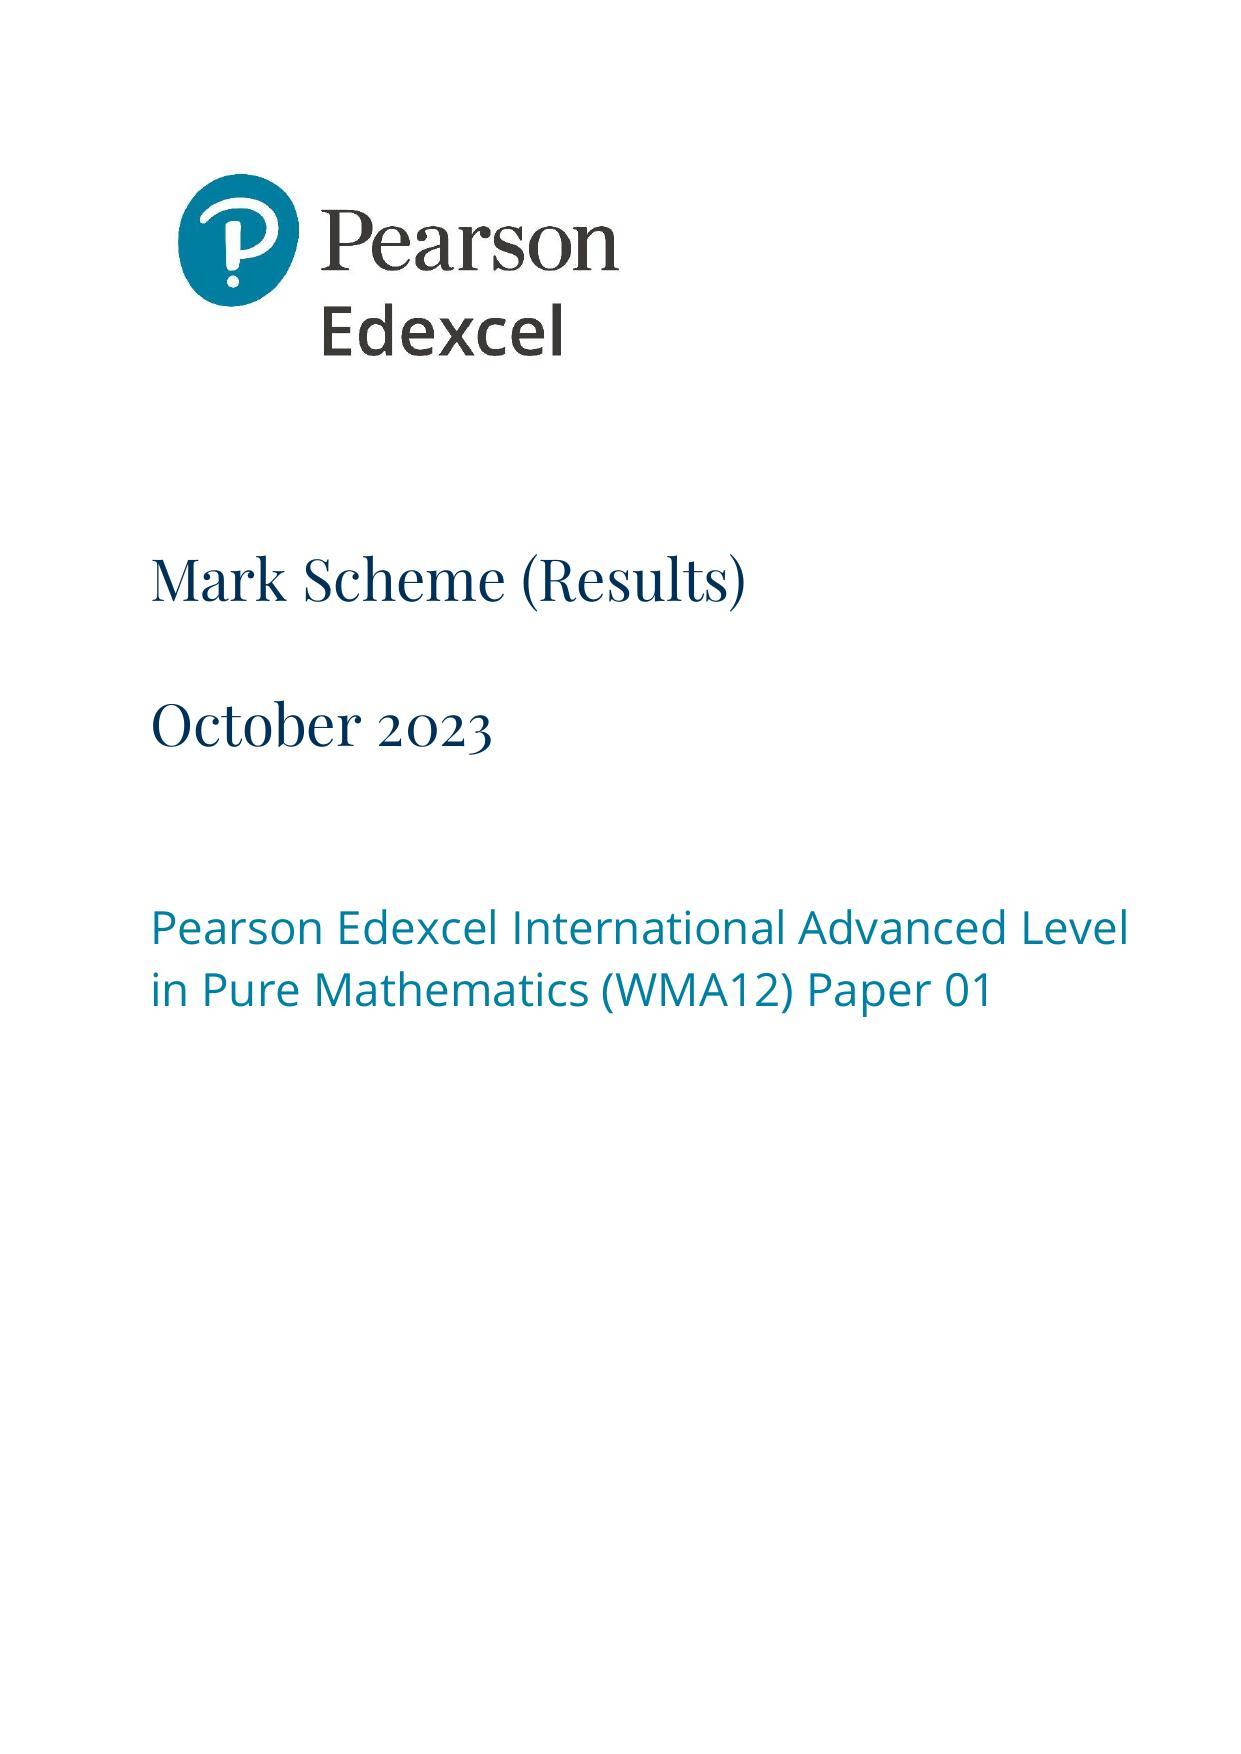 Pearson
Edexcel
Mark Scheme (Results)
October 2023
Pearson Edexcel International Advanced Level
in Pure Mathematics (WMA12) Paper 01